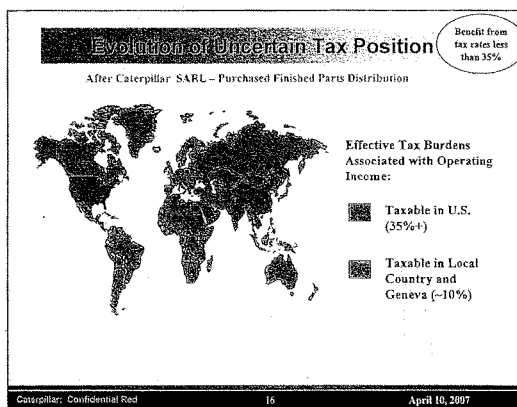 Evolution of Uncertain Tax Position
Benefit from
tax rates less
than 35%
After Caterpillar SARL – Purchased Finished Parts Distribution
Effective Tax Burdens
Associated with Operating
Income:
Taxable in U.S.
(35%+)
Taxable in Local
Country and
Geneva (~10%)
Caterpillar: Confidential Red
16
April 10, 2007